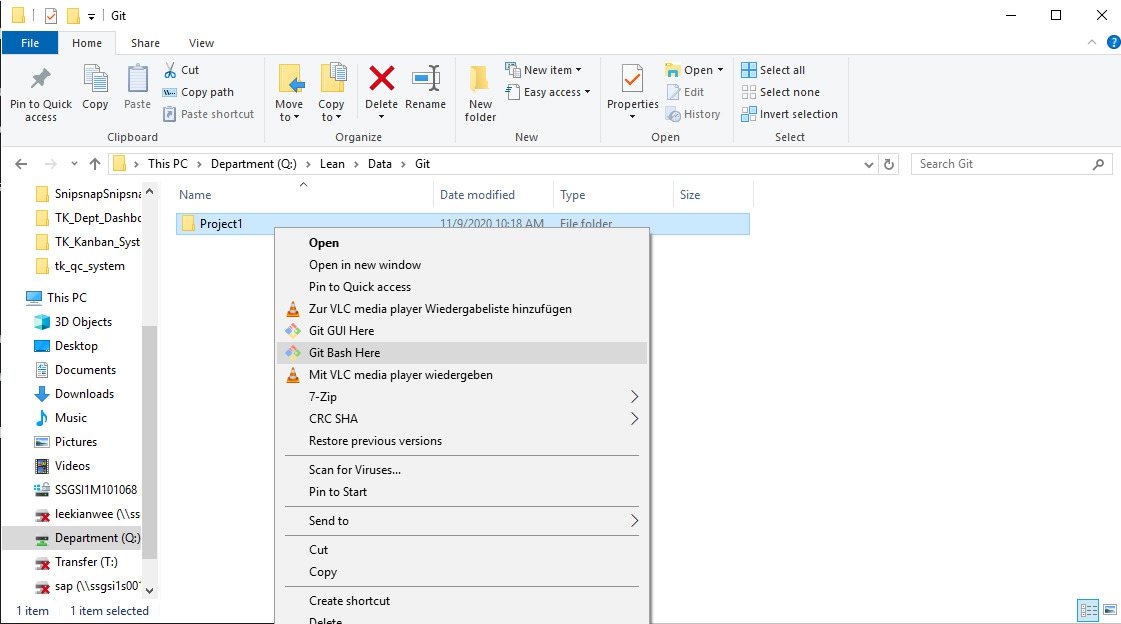 Git
File Home Share View
Pin to Quick access
Copy
Paste
Cut
Copy path
Paste shortcut
Clipboard
Move to
Copy to
Delete
Rename
Organize
New folder
New item
Easy access
New
Properties
Open
Edit
History
Open
Select all
Select none
Invert selection
Select
This PC > Department (Q:) > Lean > Data > Git
Search Git
SnipsnapSnipsna
TK_Dept_Dashbo
TK_Kanban_Syst
tk_qc_system
This PC
3D Objects
Desktop
Documents
Downloads
Music
Pictures
Videos
SSGSI1M101068
leekianwee (\\ss
Department (Q:)
Transfer (T:)
sap (\\ssgsi1s001
Name Date modified Type Size
Project1 11/9/2020 10:18 AM File folder
Open
Open in new window
Pin to Quick access
Zur VLC media player Wiedergabeliste hinzufügen
Git GUI Here
Git Bash Here
Mit VLC media player wiedergeben
7-Zip
CRC SHA
Restore previous versions
Scan for Viruses...
Pin to Start
Send to
Cut
Copy
Create shortcut
Delete
1 item 1 item selected